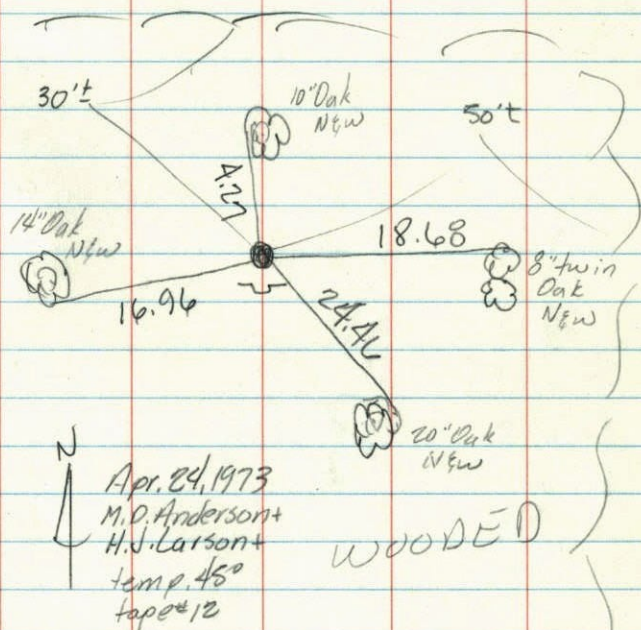 30'±
10" Oak
N&W
50'±
4.27
14" Oak
N&W
18.68
8" twin
Oak
N&W
16.96
24.46
20" Oak
N&W
N
Apr. 24, 1973
M.D. Anderson +
H.J. Larson +
temp. 45°
tape #12
WOODED